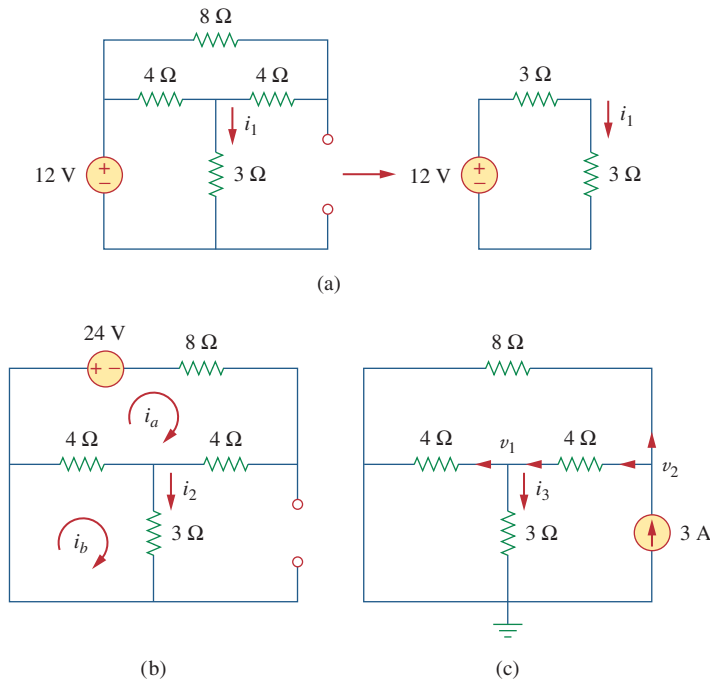 8 Ω
4 Ω 4 Ω
i1
12 V + − 3 Ω
3 Ω
i1
12 V + − 3 Ω
(a)
24 V
+ − 8 Ω
ia
4 Ω 4 Ω
i2
ib 3 Ω
(b)
8 Ω
4 Ω v1 4 Ω
v2
i3
3 Ω 3 A
(c)